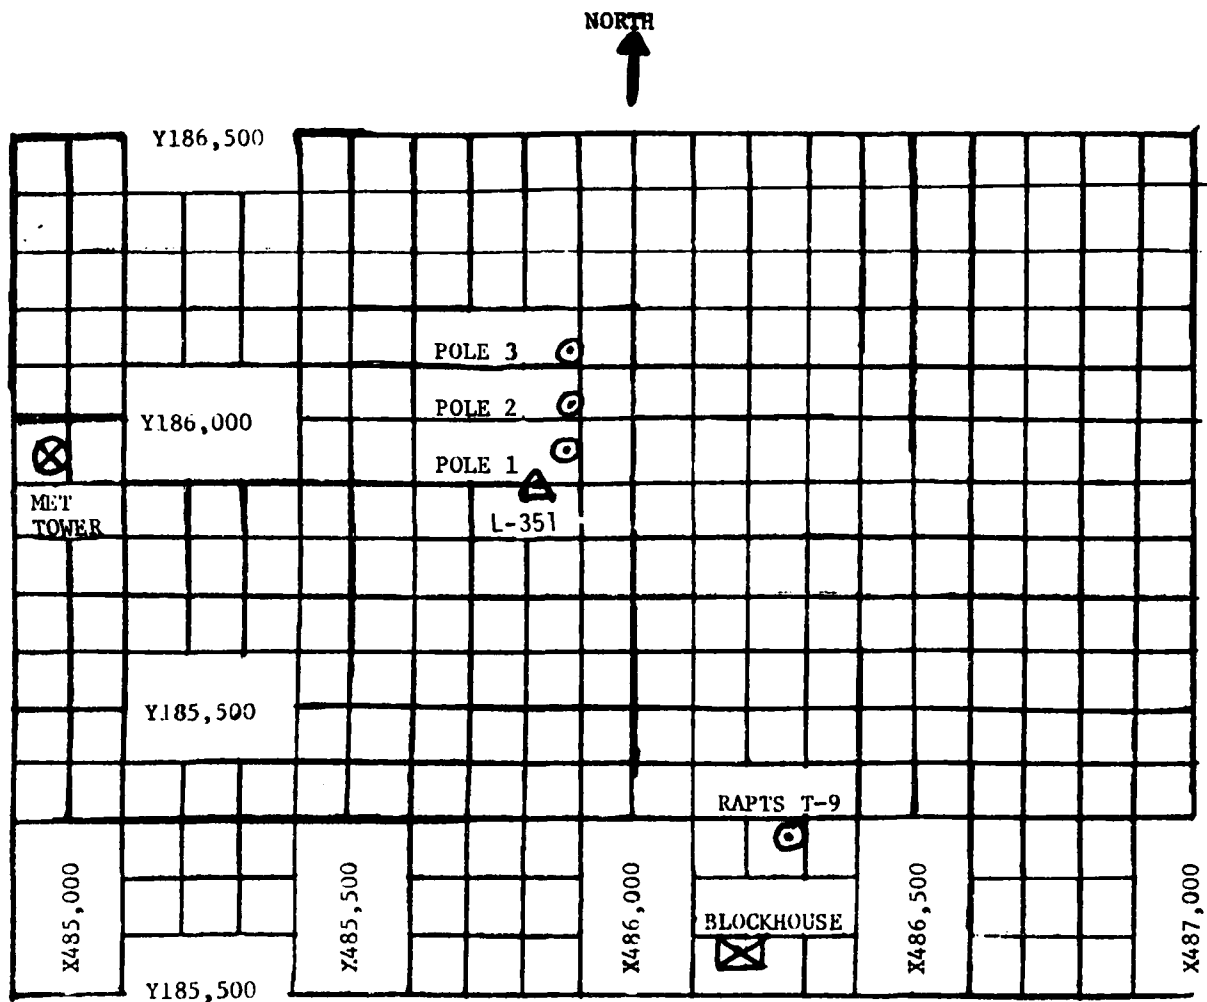 NORTH
Y186,500
POLE 3
POLE 2
Y186,000
POLE 1
MET
TOWER
L-351
Y185,500
RAPTS T-9
X485,000
X485,500
X486,000
BLOCKHOUSE
X486,500
X487,000
Y185,500